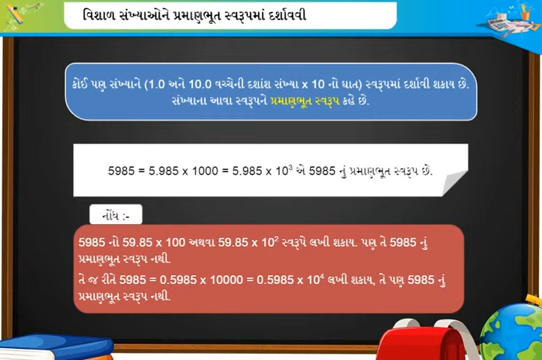 વિશાળ સંખ્યાઓને પ્રમાણભૂત સ્વરૂપમાં દર્શાવવી
કોઈ પણ સંખ્યાને (1.0 અને 10.0 વચ્ચેની દશાંશ સંખ્યા x 10 નો ઘાત) સ્વરૂપમાં દર્શાવી શકાય છે.
સંખ્યાના આવા સ્વરૂપને પ્રમાણભૂત સ્વરૂપ કહે છે.
5985 = 5.985 x 1000 = 5.985 x 10³ એ 5985 નું પ્રમાણભૂત સ્વરૂપ છે.
નોંધ :-
5985 નો 59.85 x 100 અથવા 59.85 x 10² સ્વરૂપે લખી શકાય. પણ તે 5985 નું
પ્રમાણભૂત સ્વરૂપ નથી.
તે જ રીતે 5985 = 0.5985 x 10000 = 0.5985 x 10⁴ લખી શકાય, તે પણ 5985 નું
પ્રમાણભૂત સ્વરૂપ નથી.